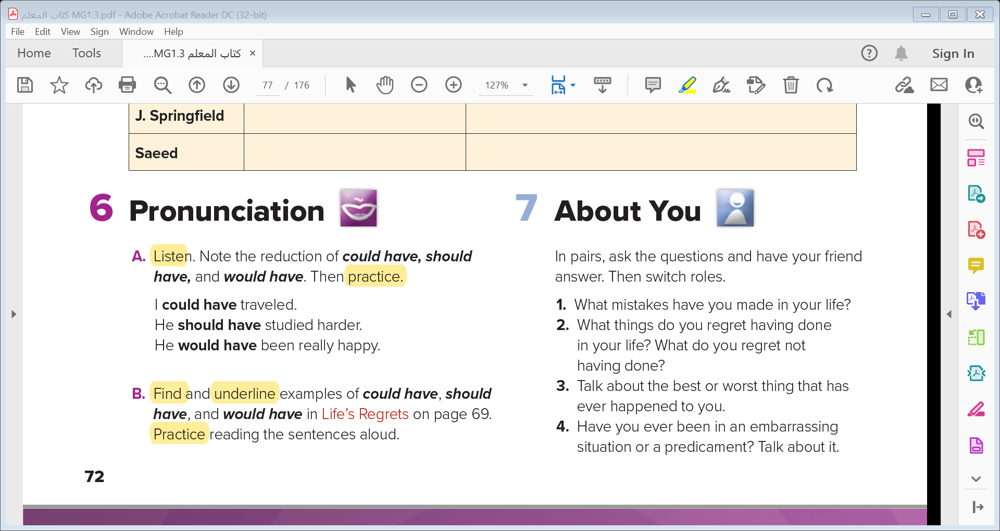 كتاب المعلم MG1.3.pdf - Adobe Acrobat Reader DC (32-bit)
File Edit View Sign Window Help
Home Tools كتاب المعلم MG1.3.... × Sign In
77 / 176 127%
J. Springfield
Saeed
6 Pronunciation
A. Listen. Note the reduction of could have, should
have, and would have. Then practice.
I could have traveled.
He should have studied harder.
He would have been really happy.
B. Find and underline examples of could have, should
have, and would have in Life's Regrets on page 69.
Practice reading the sentences aloud.
72
7 About You
In pairs, ask the questions and have your friend
answer. Then switch roles.
1. What mistakes have you made in your life?
2. What things do you regret having done
in your life? What do you regret not
having done?
3. Talk about the best or worst thing that has
ever happened to you.
4. Have you ever been in an embarrassing
situation or a predicament? Talk about it.